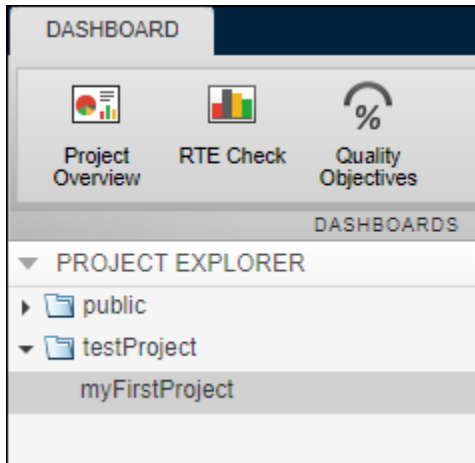 DASHBOARD
Project
Overview
RTE Check
%
Quality
Objectives
DASHBOARDS
PROJECT EXPLORER
public
testProject
myFirstProject